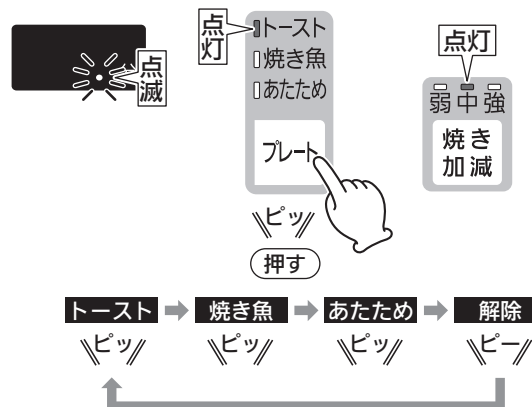 点滅
点灯
トースト
焼き魚
あたため
プレート
ピッ
押す
点灯
弱 中 強
焼き
加減
トースト 焼き魚 あたため 解除
ピッ ピッ ピッ ピー